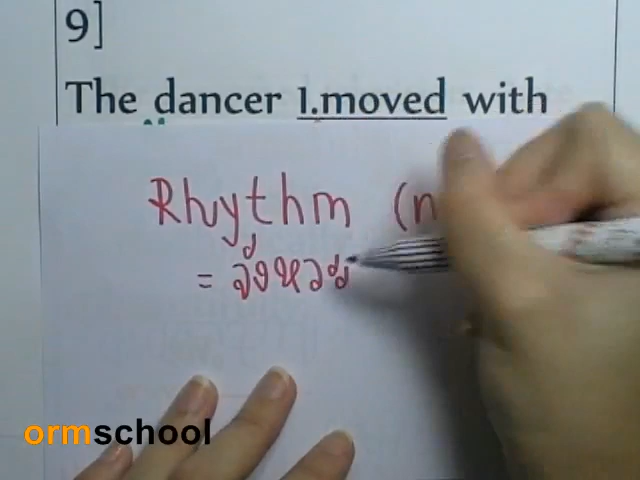 9]
The dancer 1.moved with
Rhythm (n
= จังหวะ
ormschool